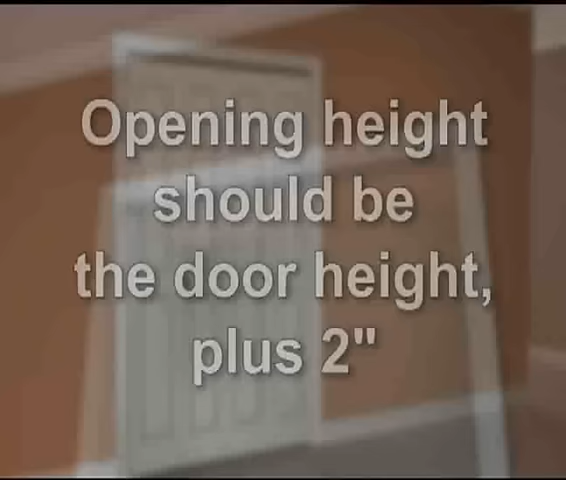 Opening height
should be
the door height,
plus 2"